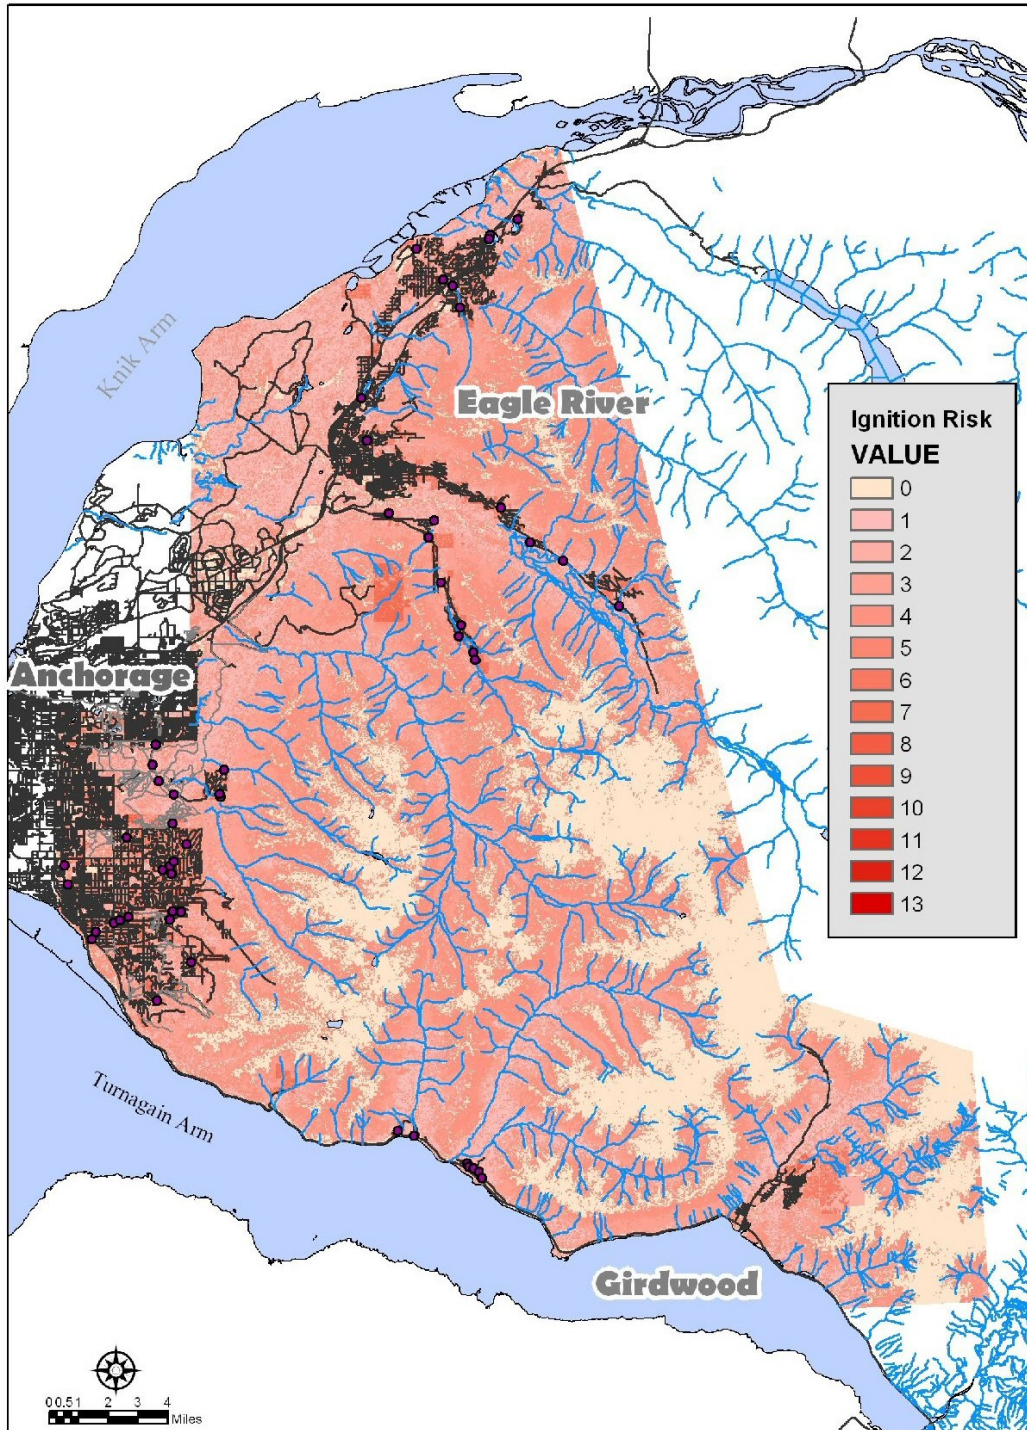 Knik Arm
Eagle River
Ignition Risk
VALUE
0
1
2
3
4
5
6
7
8
9
10
11
12
13
Anchorage
Turnagain Arm
Girdwood
0 0.5 1 2 3 4
Miles